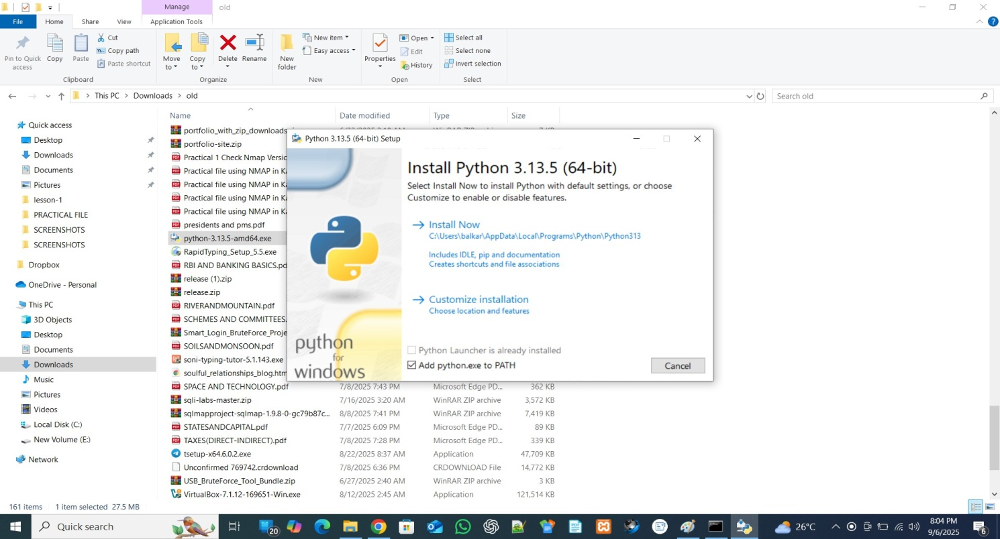 Manage
old
File
Home
Share
View
Application Tools
Pin to Quick access
Copy
Paste
Cut
Copy path
Paste shortcut
Clipboard
Move to
Copy to
Delete
Rename
Organize
New folder
New item
Easy access
New
Properties
Open
Edit
History
Open
Select all
Select none
Invert selection
Select
This PC > Downloads > old
Search old
Quick access
Desktop
Downloads
Documents
Pictures
lesson-1
PRACTICAL FILE
SCREENSHOTS
SCREENSHOTS
Dropbox
OneDrive - Personal
This PC
3D Objects
Desktop
Documents
Downloads
Music
Pictures
Videos
Local Disk (C:)
New Volume (E:)
Network
Name Date modified Type Size
portfolio_with_zip_downloads
portfolio-site.zip
Practical 1 Check Nmap Versic
Practical file using NMAP in Ka
Practical file using NMAP in Ka
Practical file using NMAP in Ka
Practical file using NMAP in Ka
presidents and pms.pdf
python-3.13.5-amd64.exe
RapidTyping_Setup_5.5.exe
RBI AND BANKING BASICS.pd
release (1).zip
release.zip
RIVERANDMOUNTAIN.pdf
SCHEMES AND COMMITTEES.
Smart_Login_BruteForce_Proje
SOILSANDMONSOON.pdf
soni-typing-tutor-5.1.143.exe
soulful_relationships_blog.htm
SPACE AND TECHNOLOGY.pdf 7/8/2025 7:43 PM Microsoft Edge PD... 362 KB
sqli-labs-master.zip 7/16/2025 3:20 AM WinRAR ZIP archive 3,572 KB
sqlmapproject-sqlmap-1.9.8-0-gc79b87c... 8/8/2025 7:41 PM WinRAR ZIP archive 7,419 KB
STATESANDCAPITAL.pdf 7/7/2025 6:09 PM Microsoft Edge PD... 89 KB
TAXES(DIRECT-INDIRECT).pdf 7/8/2025 7:28 PM Microsoft Edge PD... 339 KB
tsetup-x64.6.0.2.exe 8/22/2025 8:37 AM Application 47,709 KB
Unconfirmed 769742.crdownload 7/8/2025 6:36 PM CRDOWNLOAD File 14,772 KB
USB_BruteForce_Tool_Bundle.zip 6/27/2025 2:40 AM WinRAR ZIP archive 3 KB
VirtualBox-7.1.12-169651-Win.exe 8/12/2025 2:45 AM Application 121,514 KB
Python 3.13.5 (64-bit) Setup
Install Python 3.13.5 (64-bit)
Select Install Now to install Python with default settings, or choose
Customize to enable or disable features.
Install Now
C:\Users\balkar\AppData\Local\Programs\Python\Python313
Includes IDLE, pip and documentation
Creates shortcuts and file associations
Customize installation
Choose location and features
python
for
windows
Python Launcher is already installed
Add python.exe to PATH
Cancel
161 items 1 item selected 27.5 MB
Quick search
20
26°C
8:04 PM
9/6/2025
6